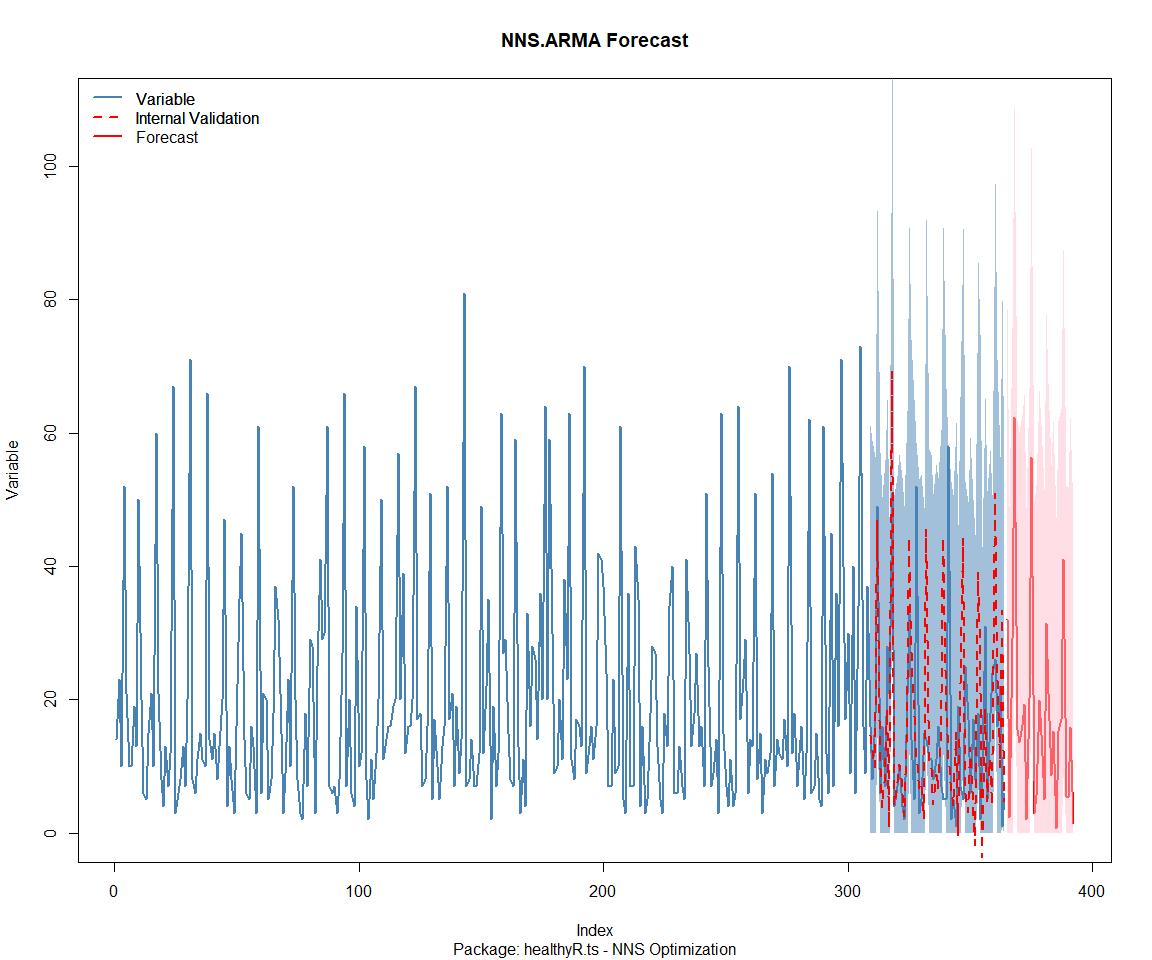 NNS.ARMA Forecast
Variable
Internal Validation
Forecast
Variable
100
80
60
40
20
0
0 100 200 300 400
Index
Package: healthyR.ts - NNS Optimization